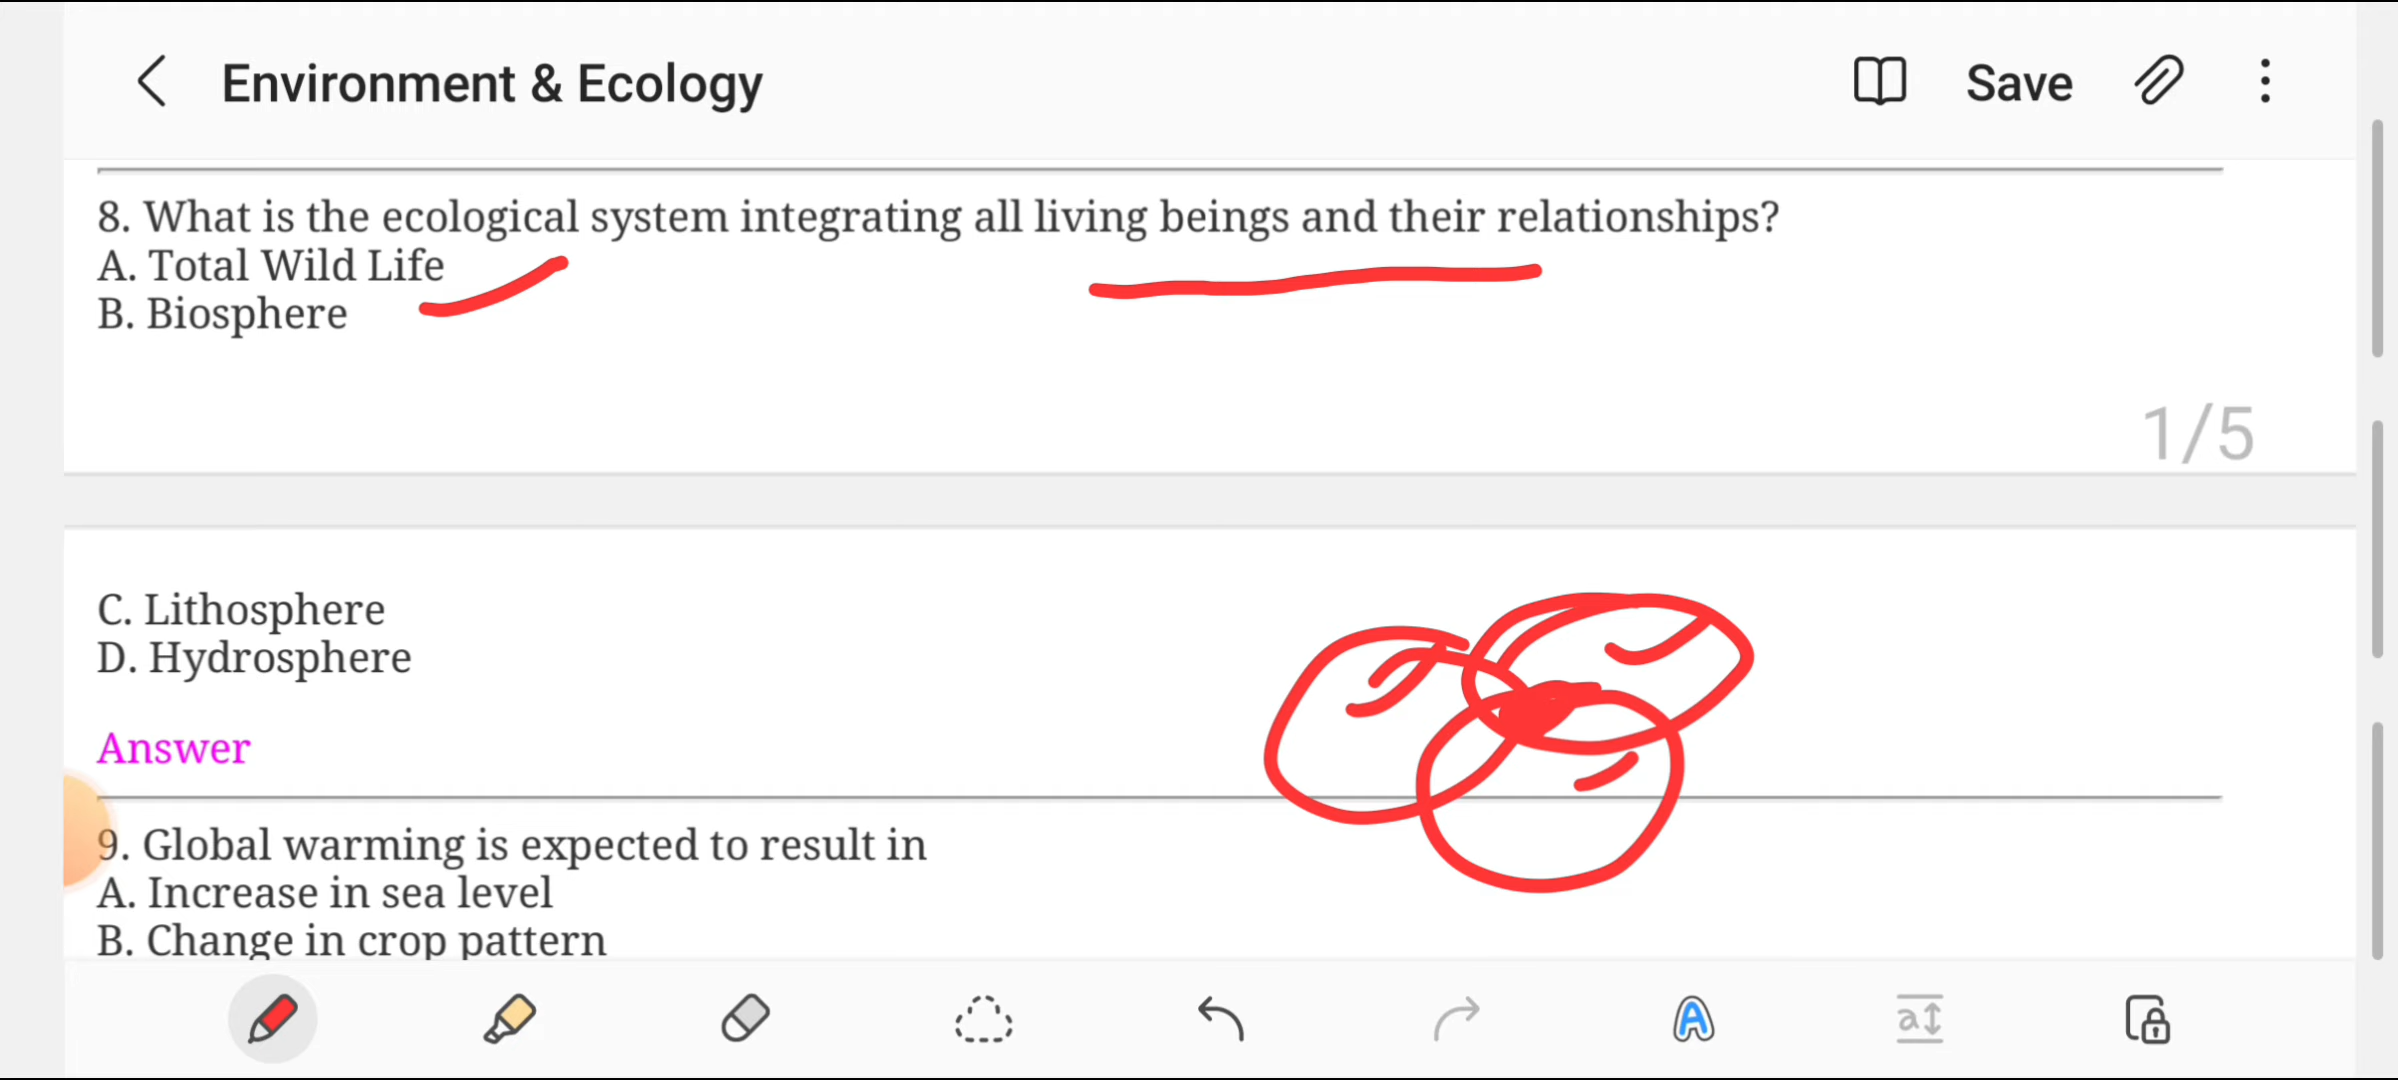 Environment & Ecology
Save
8. What is the ecological system integrating all living beings and their relationships?
A. Total Wild Life
B. Biosphere
1/5
C. Lithosphere
D. Hydrosphere
Answer
9. Global warming is expected to result in
A. Increase in sea level
B. Change in crop pattern
A
a